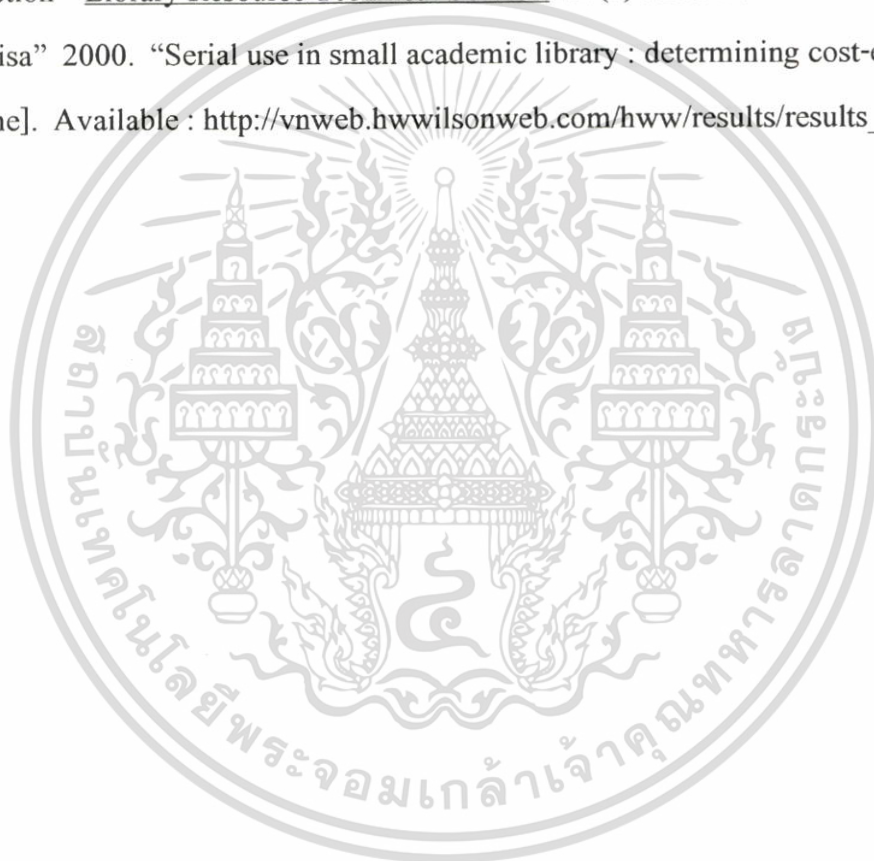 isa” 2000. “Serial use in small academic library : determining cost-
ne]. Available : http://vnweb.hwwilsonweb.com/hww/results/results_
สถาบันเทคโนโลยีพระจอมเกล้าเจ้าคุณทหารลาดกระบัง
๔